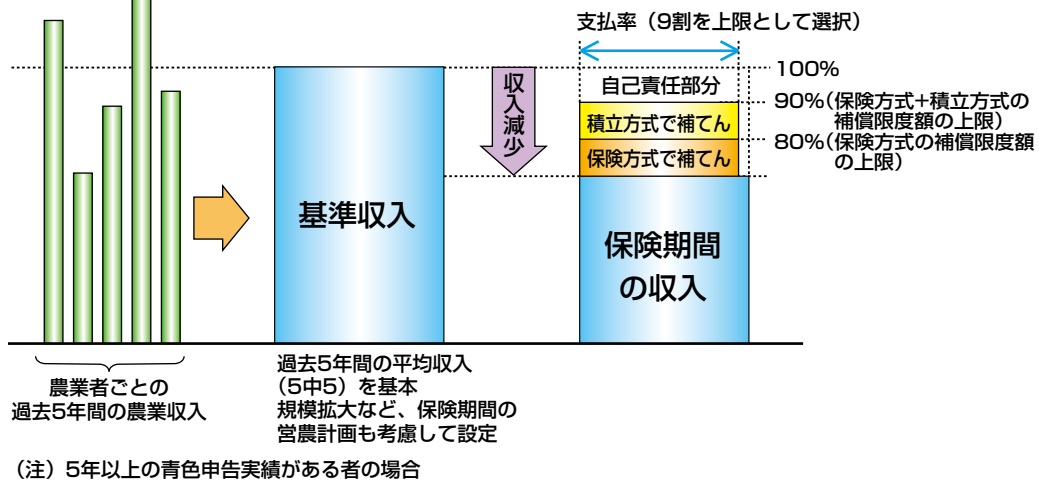 支払率（9割を上限として選択）
100%
自己責任部分
収入減少
90%（保険方式+積立方式の
補償限度額の上限）
積立方式で補てん
80%（保険方式の補償限度額
の上限）
保険方式で補てん
基準収入
保険期間
の収入
農業者ごとの
過去5年間の農業収入
過去5年間の平均収入
（5中5）を基本
規模拡大など、保険期間の
営農計画も考慮して設定
（注）5年以上の青色申告実績がある者の場合